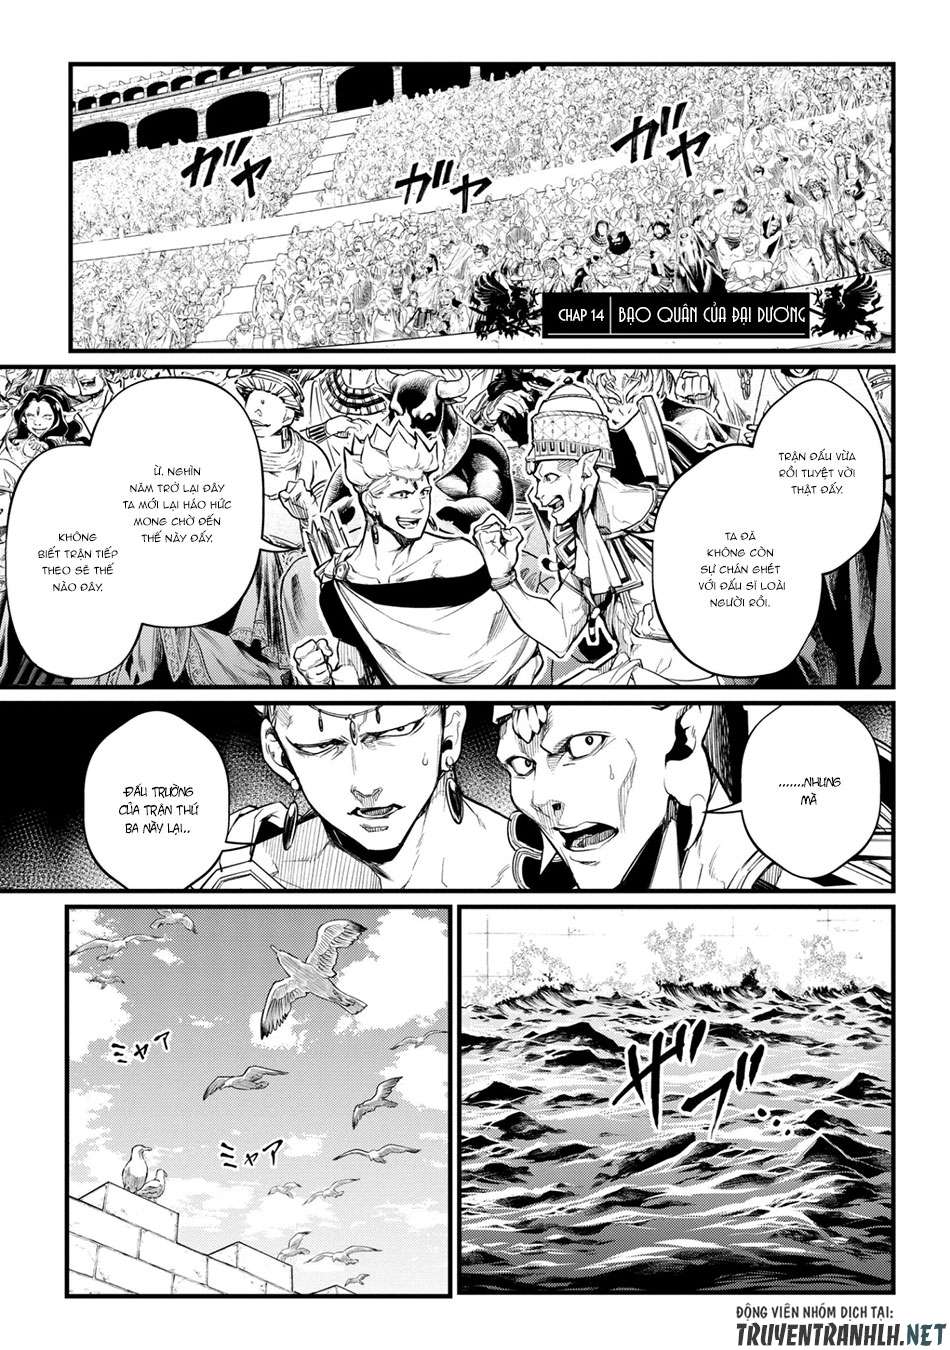 ガヤ
ガヤ
ガヤ
CHAP 14
BẠO QUÂN CỦA ĐẠI DƯƠNG
TRẬN ĐẤU VỪA
RỒI TUYỆT VỜI
THẬT ĐẤY.
TA ĐÃ
KHÔNG CÒN
SỰ CHÁN GHÉT
VỚI ĐẤU SĨ LOÀI
NGƯỜI RỒI.
Ừ, NGHÌN
NĂM TRỞ LẠI ĐÂY
TA MỚI LẠI HÁO HỨC
MONG CHỜ ĐẾN
THẾ NÀY ĐẤY.
KHÔNG
BIẾT TRẬN TIẾP
THEO SẼ THẾ
NÀO ĐÂY.
.......NHƯNG
MÀ
ĐẤU TRƯỜNG
CỦA TRẬN THỨ
BA NÀY LẠI..
ザブ...
ミャア
ミャア
ĐỘNG VIÊN NHÓM DỊCH TẠI:
TRUYENTRANHLH.NET